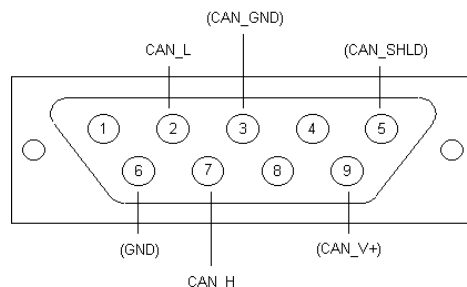 (CAN_GND)
CAN_L
(CAN_SHLD)
1 2 3 4 5
6 7 8 9
(GND)
(CAN_V+)
CAN_H